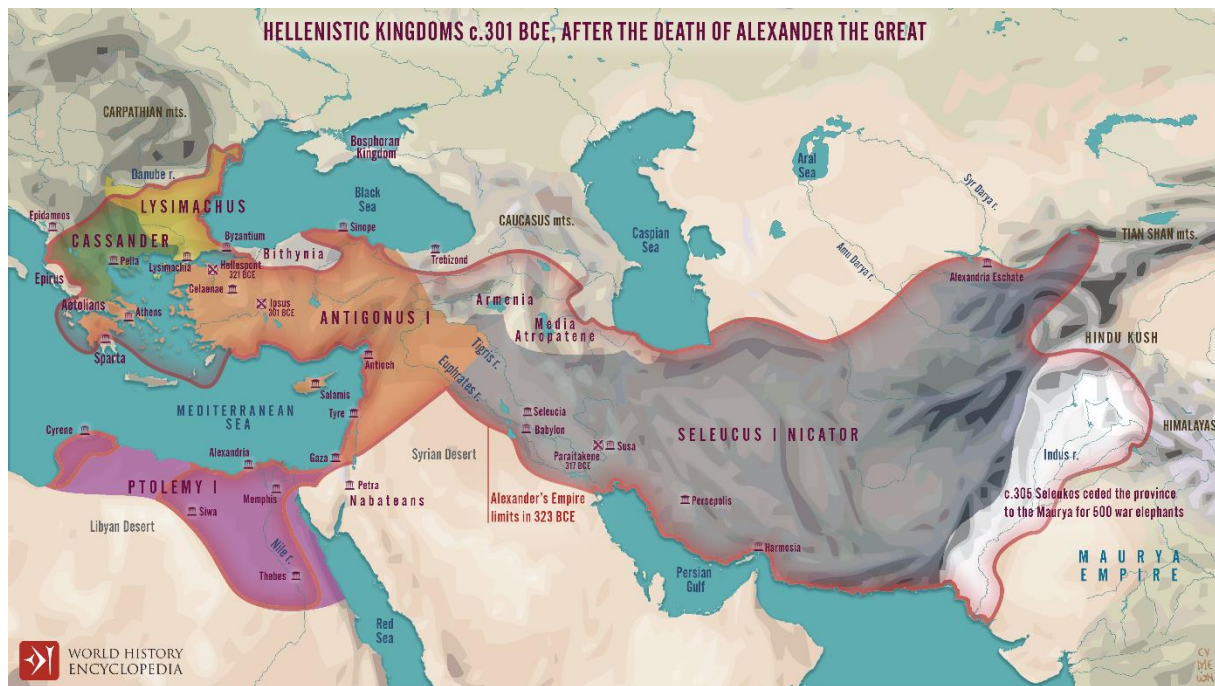 HELLENISTIC KINGDOMS c.301 BCE, AFTER THE DEATH OF ALEXANDER THE GREAT
CARPATHIAN mts.
Danube r.
Bosphoran
Kingdom
Black
Sea
CAUCASUS mts.
Caspian
Sea
Aral
Sea
Syr Darya r.
Amu Darya r.
TIAN SHAN mts.
Epidamnos
LYSIMACHUS
CASSANDER
Pella
Lysimachia
Byzantium
Bithynia
Sinope
Trebizond
Hellespont
321 BCE
Celaenae
Epirus
Aetolians
Athens
Sparta
Iosus
301 BCE
ANTIGONUS I
Armenia
Media
Atropatene
Alexandria Eschate
HINDU KUSH
HIMALAYAS
Antioch
Salamis
Tyre
MEDITERRANEAN
SEA
Tigris r.
Euphrates r.
Seleucia
Babylon
Susa
Paraitakene
317 BCE
SELEUCUS I NICATOR
Indus r.
Cyrene
Alexandria
Gaza
Syrian Desert
PTOLEMY I
Memphis
Siwa
Petra
Nabateans
Alexander's Empire
limits in 323 BCE
Persepolis
c.305 Seleukos ceded the province
to the Maurya for 500 war elephants
Libyan Desert
Nile r.
Thebes
Harmosia
Persian
Gulf
MAURYA
EMPIRE
Red
Sea
WORLD HISTORY
ENCYCLOPEDIA